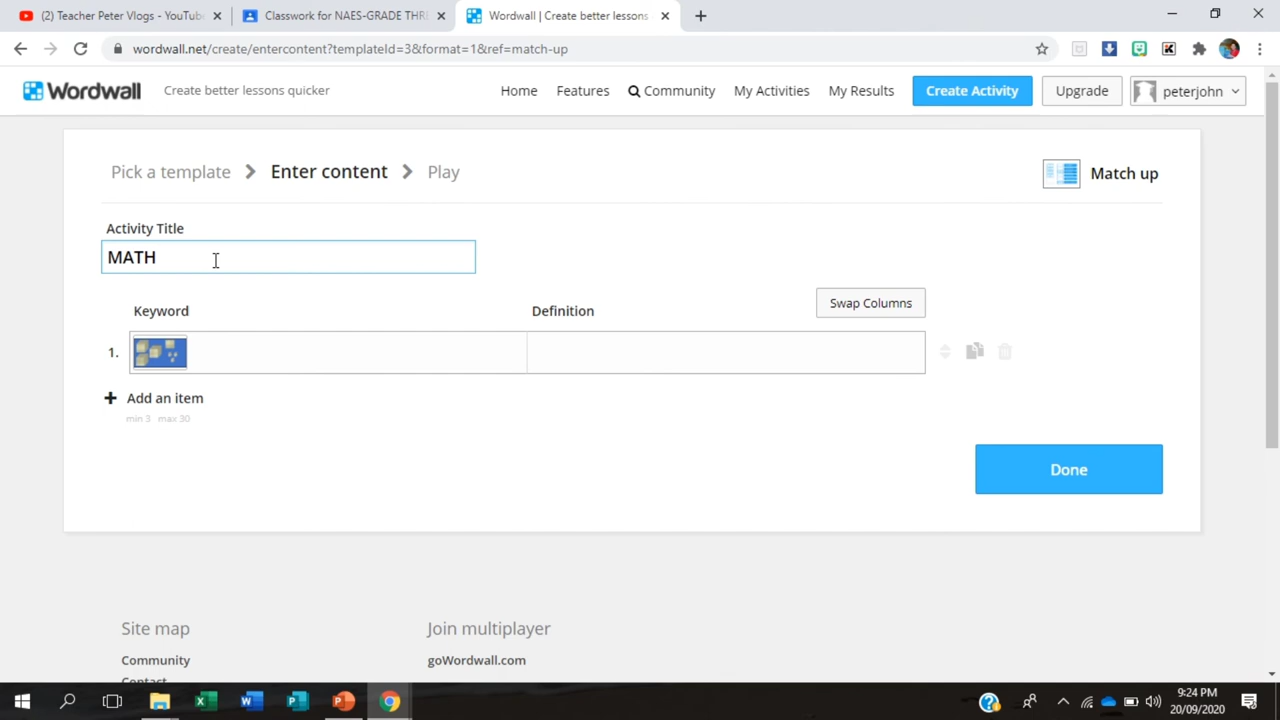 (2) Teacher Peter Vlogs - YouTube
Classwork for NAES-GRADE THRE
Wordwall | Create better lessons
wordwall.net/create/entercontent?templateId=3&format=1&ref=match-up
Wordwall
Create better lessons quicker
Home
Features
Community
My Activities
My Results
Create Activity
Upgrade
peterjohn
Pick a template
Enter content
Play
Match up
Activity Title
MATH
Keyword
Definition
Swap Columns
1.
Add an item
min 3 max 30
Done
Site map
Join multiplayer
Community
goWordwall.com
Contact
9:24 PM
20/09/2020